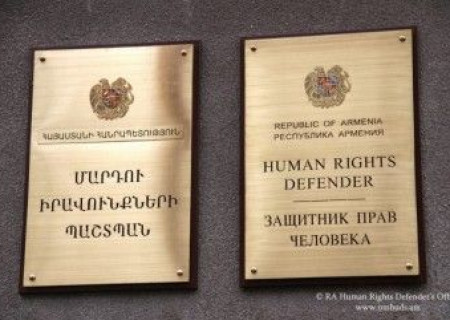 ՀԱՅԱՍՏԱՆԻ ՀԱՆՐԱՊԵՏՈՒԹՅՈՒՆ
ՄԱՐԴՈՒ
ԻՐԱՎՈՒՆՔՆԵՐԻ
ՊԱՇՏՊԱՆ
REPUBLIC OF ARMENIA
РЕСПУБЛИКА АРМЕНИЯ
HUMAN RIGHTS
DEFENDER
ЗАЩИТНИК ПРАВ
ЧЕЛОВЕКА
© RA Human Rights Defender's Offi
www.ombuds.am